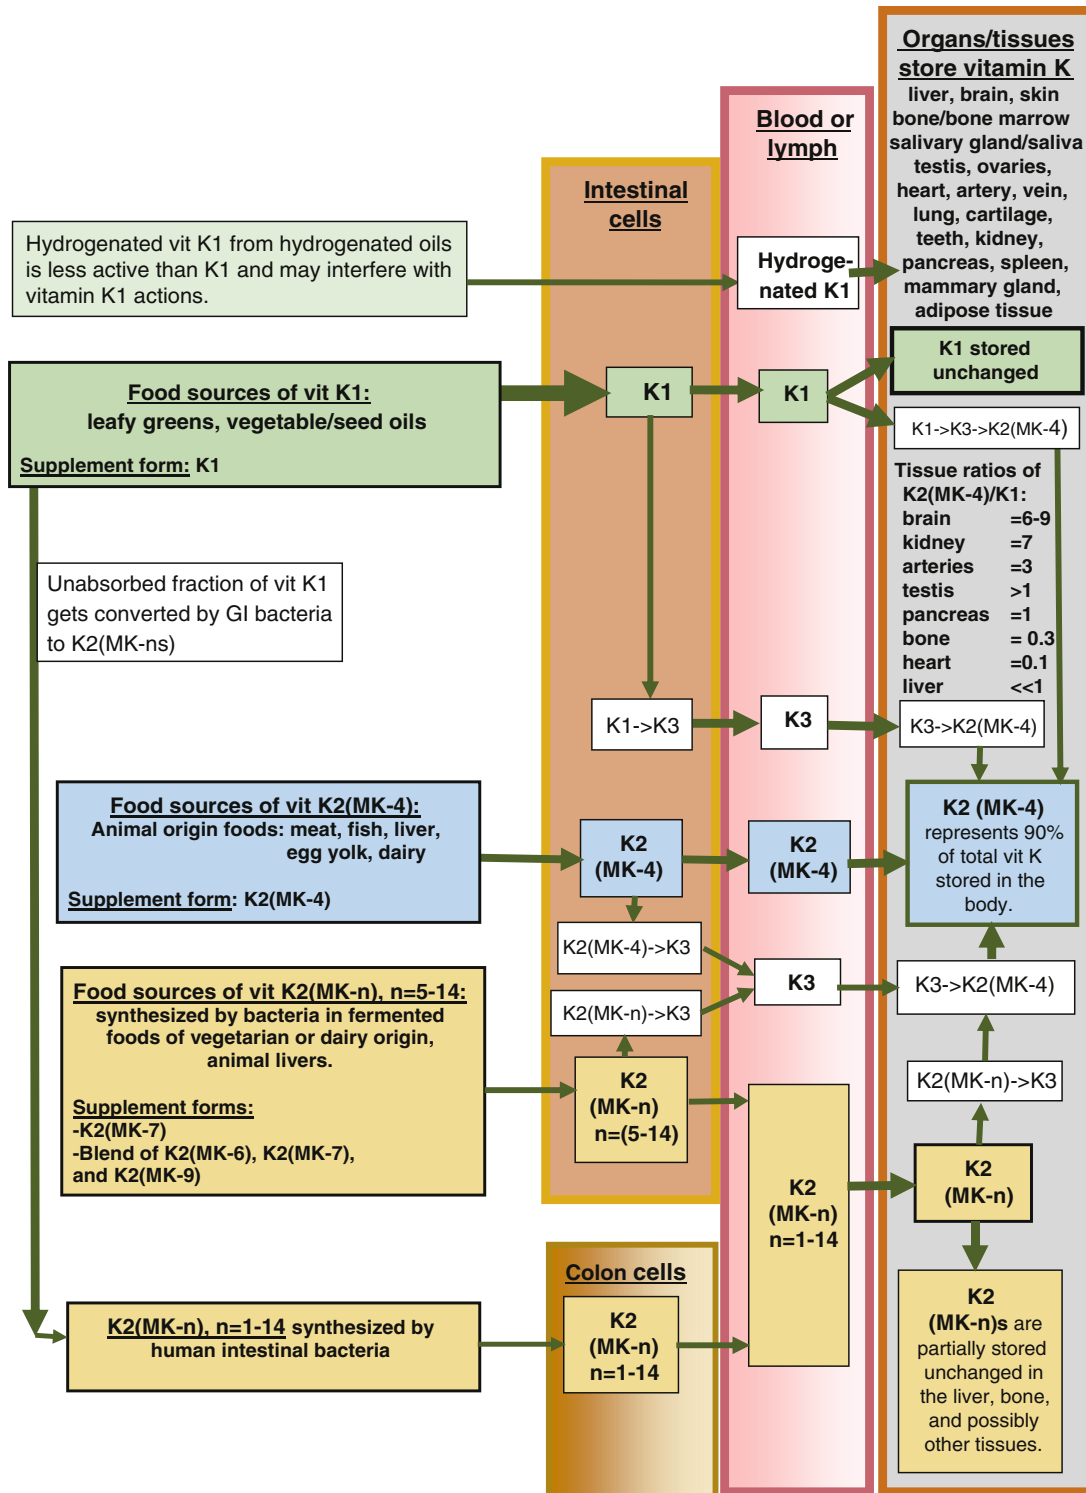 Organs/tissues
store vitamin K
liver, brain, skin
bone/bone marrow
salivary gland/saliva
testis, ovaries,
heart, artery, vein,
lung, cartilage,
teeth, kidney,
pancreas, spleen,
mammary gland,
adipose tissue
Blood or
lymph
Intestinal
cells
Hydrogenated vit K1 from hydrogenated oils
is less active than K1 and may interfere with
vitamin K1 actions.
Hydroge-
nated K1
Food sources of vit K1:
leafy greens, vegetable/seed oils
Supplement form: K1
K1
K1
K1 stored
unchanged
K1->K3->K2(MK-4)
Tissue ratios of
K2(MK-4)/K1:
brain =6-9
kidney =7
arteries =3
testis >1
pancreas =1
bone = 0.3
heart =0.1
liver <<1
Unabsorbed fraction of vit K1
gets converted by GI bacteria
to K2(MK-ns)
K1->K3
K3
K3->K2(MK-4)
Food sources of vit K2(MK-4):
Animal origin foods: meat, fish, liver,
egg yolk, dairy
Supplement form: K2(MK-4)
K2
(MK-4)
K2
(MK-4)
K2 (MK-4)
represents 90%
of total vit K
stored in the
body.
K2(MK-4)->K3
K3
K3->K2(MK-4)
K2(MK-n)->K3
Food sources of vit K2(MK-n), n=5-14:
synthesized by bacteria in fermented
foods of vegetarian or dairy origin,
animal livers.
Supplement forms:
-K2(MK-7)
-Blend of K2(MK-6), K2(MK-7),
and K2(MK-9)
K2
(MK-n)
n=(5-14)
K2(MK-n)->K3
K2
(MK-n)
n=1-14
K2
(MK-n)
Colon cells
K2(MK-n), n=1-14 synthesized by
human intestinal bacteria
K2
(MK-n)
n=1-14
K2
(MK-n)s are
partially stored
unchanged in
the liver, bone,
and possibly
other tissues.